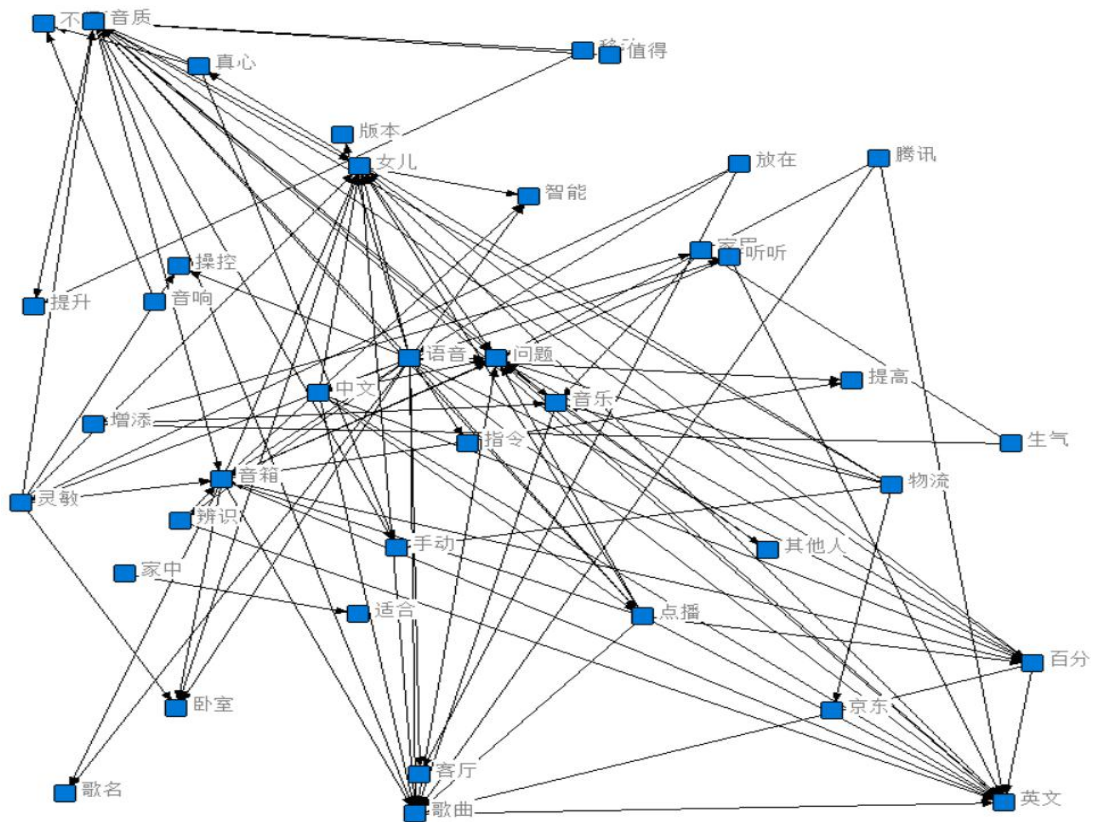 音质
值得
真心
版本
女儿
放在
腾讯
智能
听听
操控
提升
音响
语音
问题
提高
中文
音乐
增添
指令
生气
音箱
物流
灵敏
辨识
手动
其他人
家中
适合
点播
百分
卧室
京东
客厅
歌名
歌曲
英文